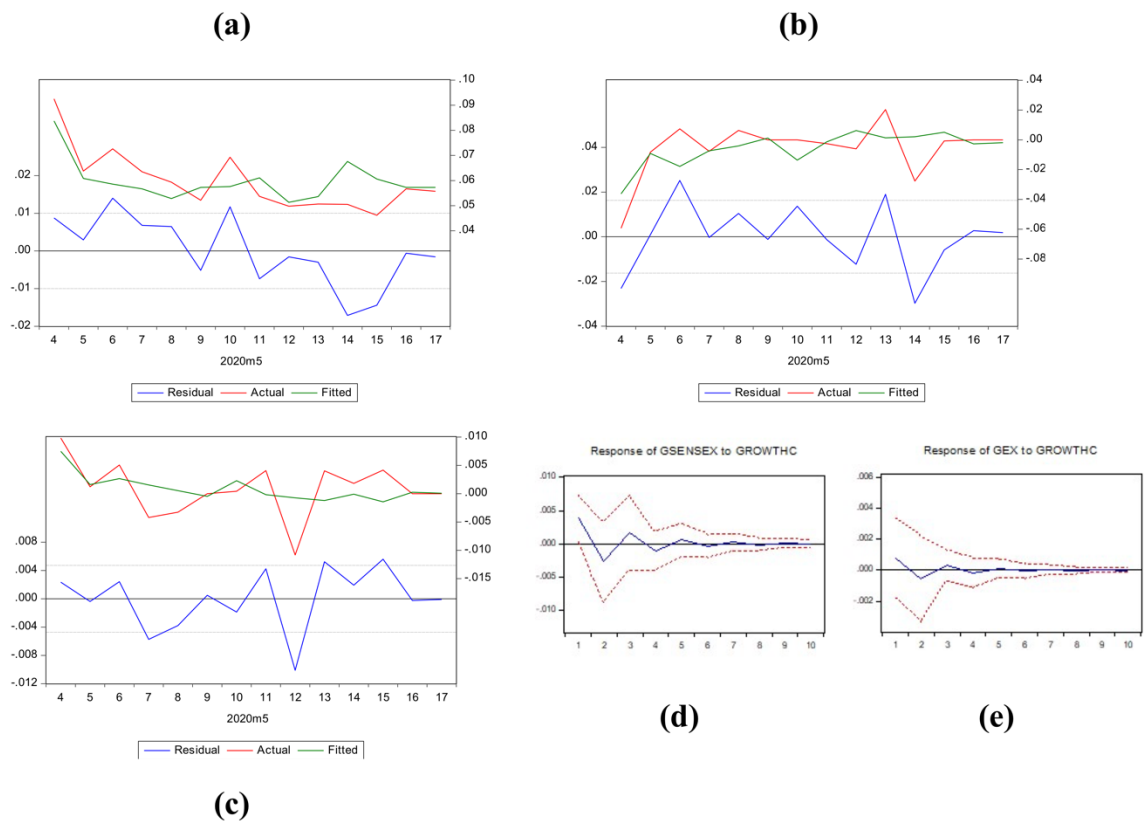 (a)
(b)
.10
.09
.08
.07
.06
.05
.04
.02
.01
.00
-.01
-.02
4 5 6 7 8 9 10 11 12 13 14 15 16 17
2020m5
Residual Actual Fitted
.04
.02
.00
-.02
-.04
-.06
-.08
.04
.02
.00
-.02
-.04
4 5 6 7 8 9 10 11 12 13 14 15 16 17
2020m5
Residual Actual Fitted
.010
.005
.000
-.005
-.010
-.015
.008
.004
.000
-.004
-.008
-.012
4 5 6 7 8 9 10 11 12 13 14 15 16 17
2020m5
Residual Actual Fitted
(c)
Response of GSENSEX to GROWTHC
.010
.005
.000
-.005
-.010
1 2 3 4 5 6 7 8 9 10
(d)
Response of GEX to GROWTHC
.006
.004
.002
.000
-.002
1 2 3 4 5 6 7 8 9 10
(e)